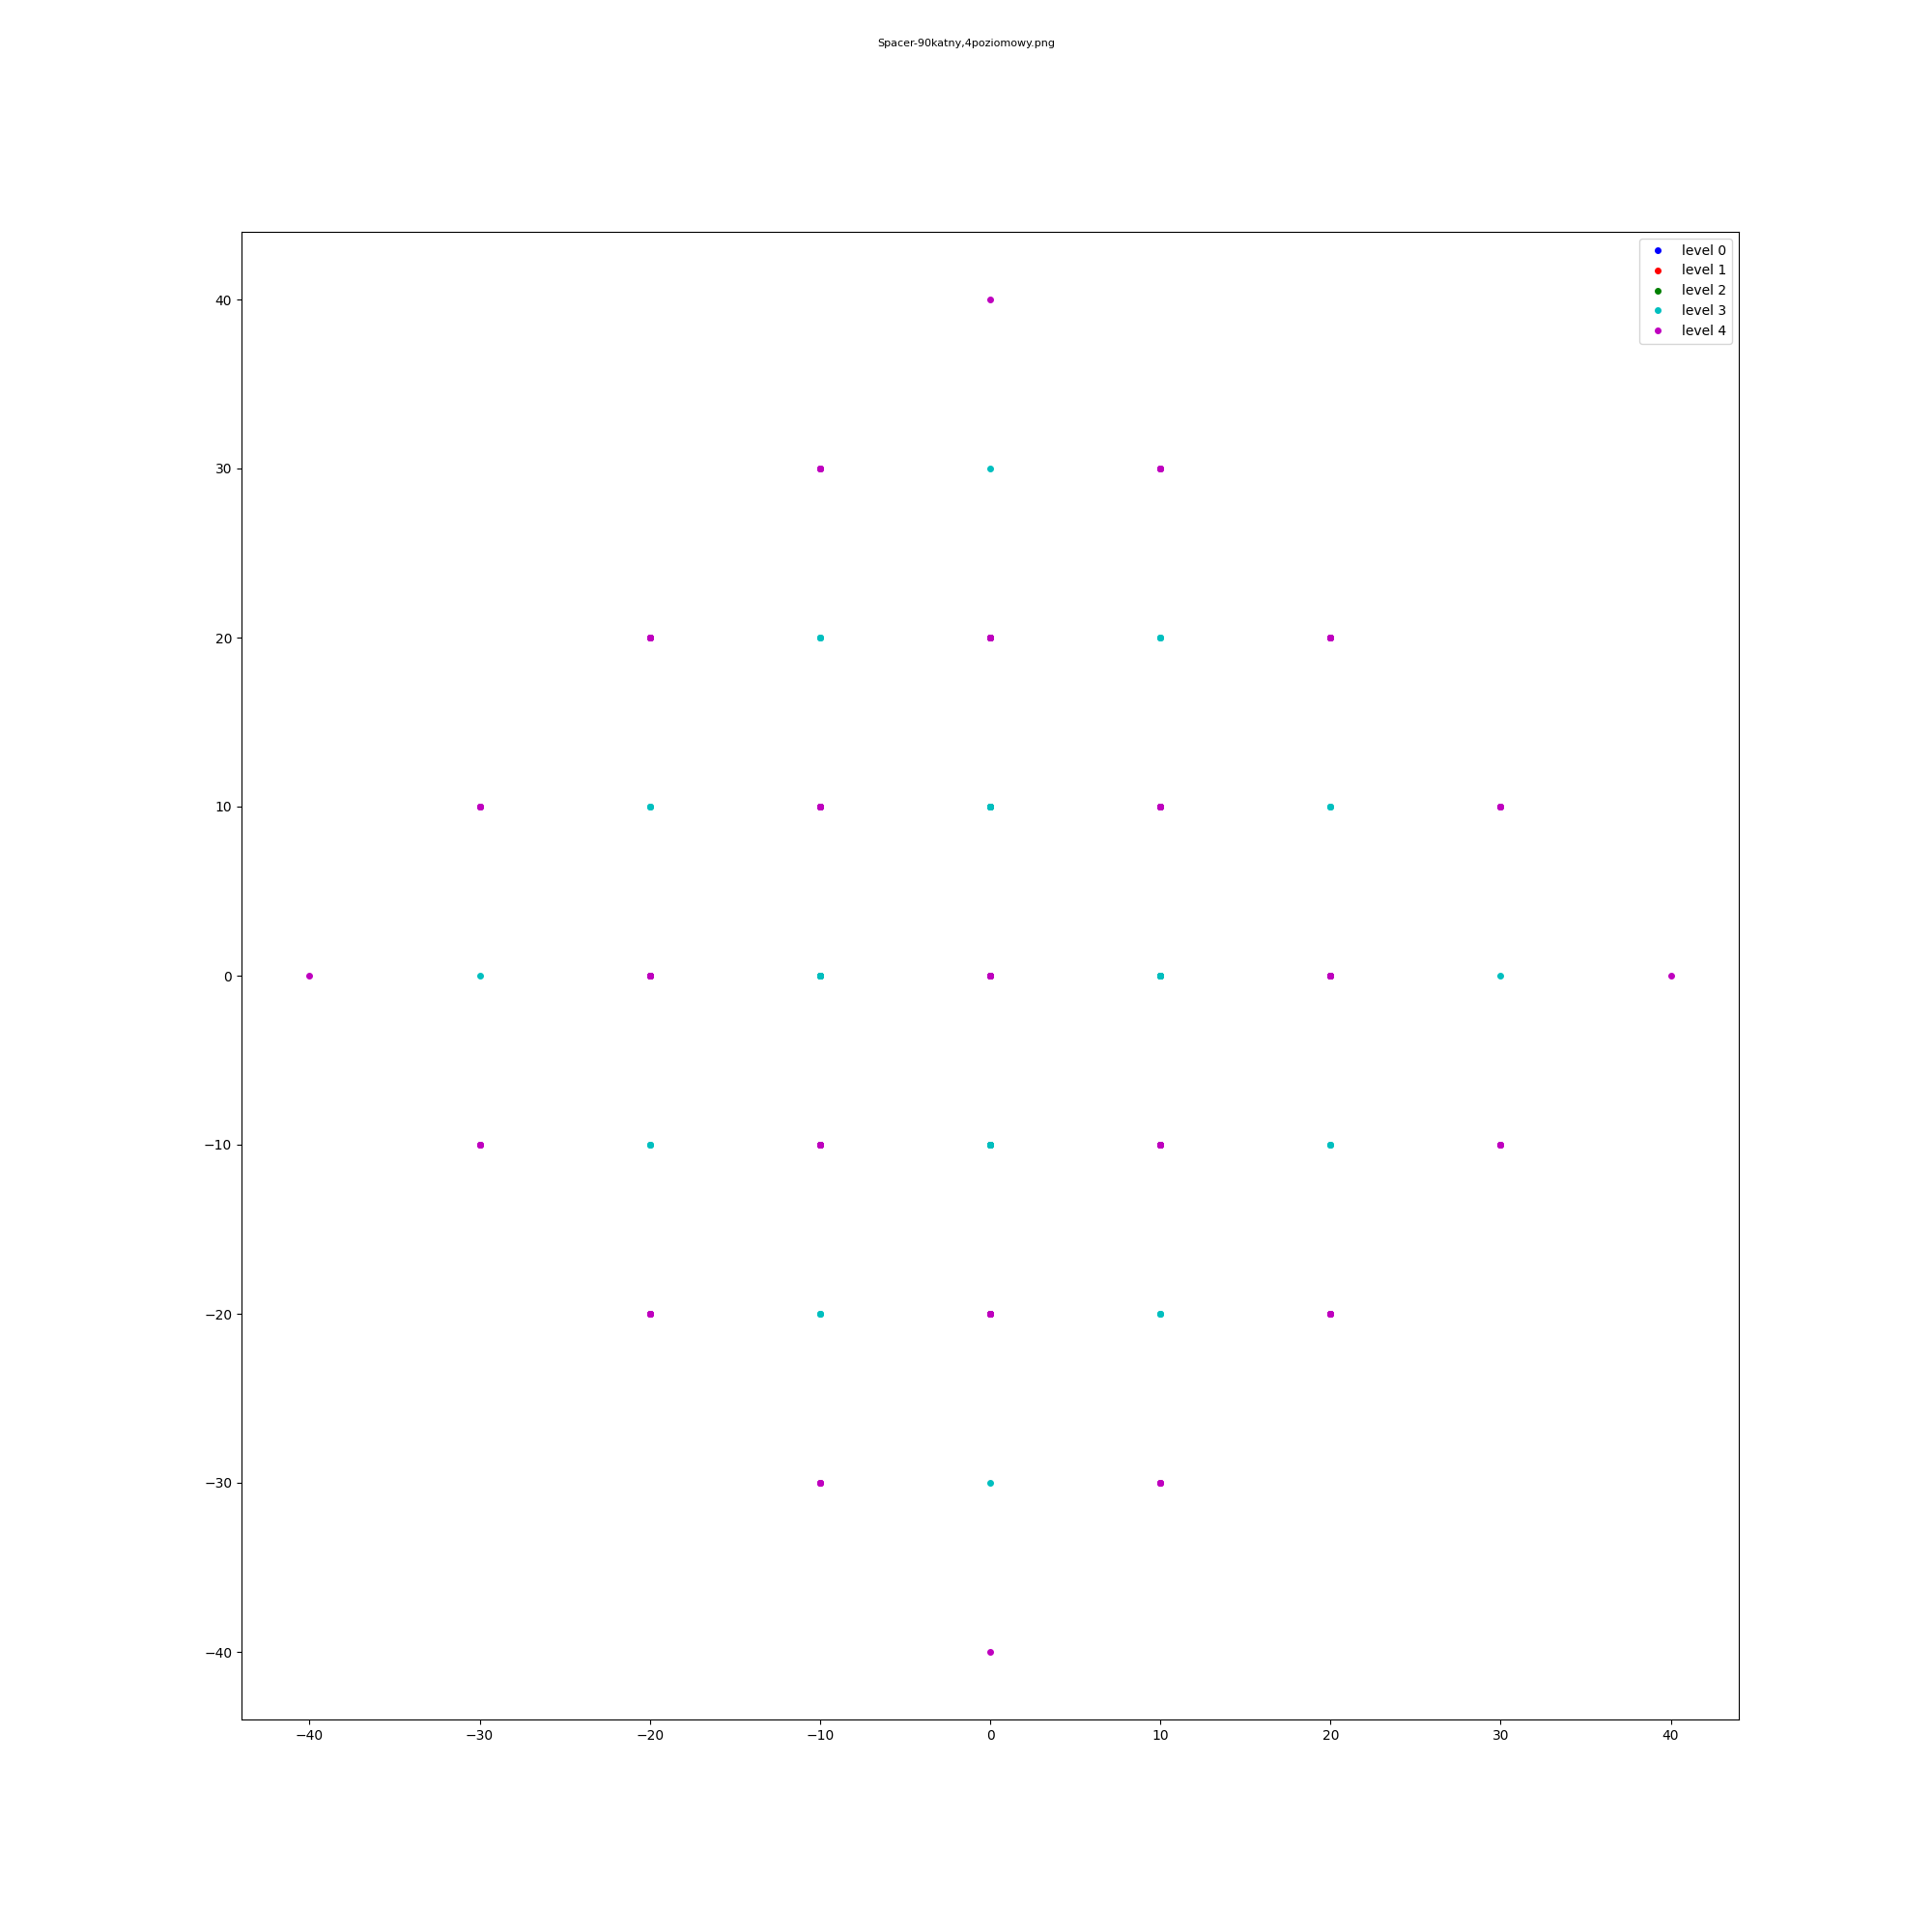 Spacer-90katny,4poziomowy.png
level 0
level 1
level 2
level 3
level 4
40
30
20
10
0
−10
−20
−30
−40
−40 −30 −20 −10 0 10 20 30 40